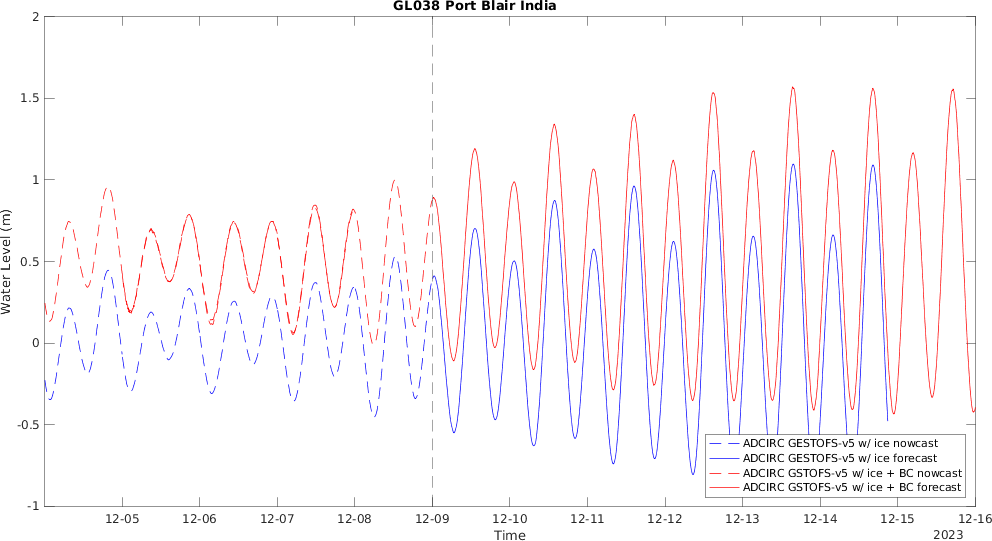 GL038 Port Blair India
2
1.5
1
0.5
0
-0.5
-1
Water Level (m)
12-05 12-06 12-07 12-08 12-09 12-10 12-11 12-12 12-13 12-14 12-15 12-16
Time
2023
ADCIRC GESTOFS-v5 w/ ice nowcast
ADCIRC GESTOFS-v5 w/ ice forecast
ADCIRC GSTOFS-v5 w/ ice + BC nowcast
ADCIRC GSTOFS-v5 w/ ice + BC forecast